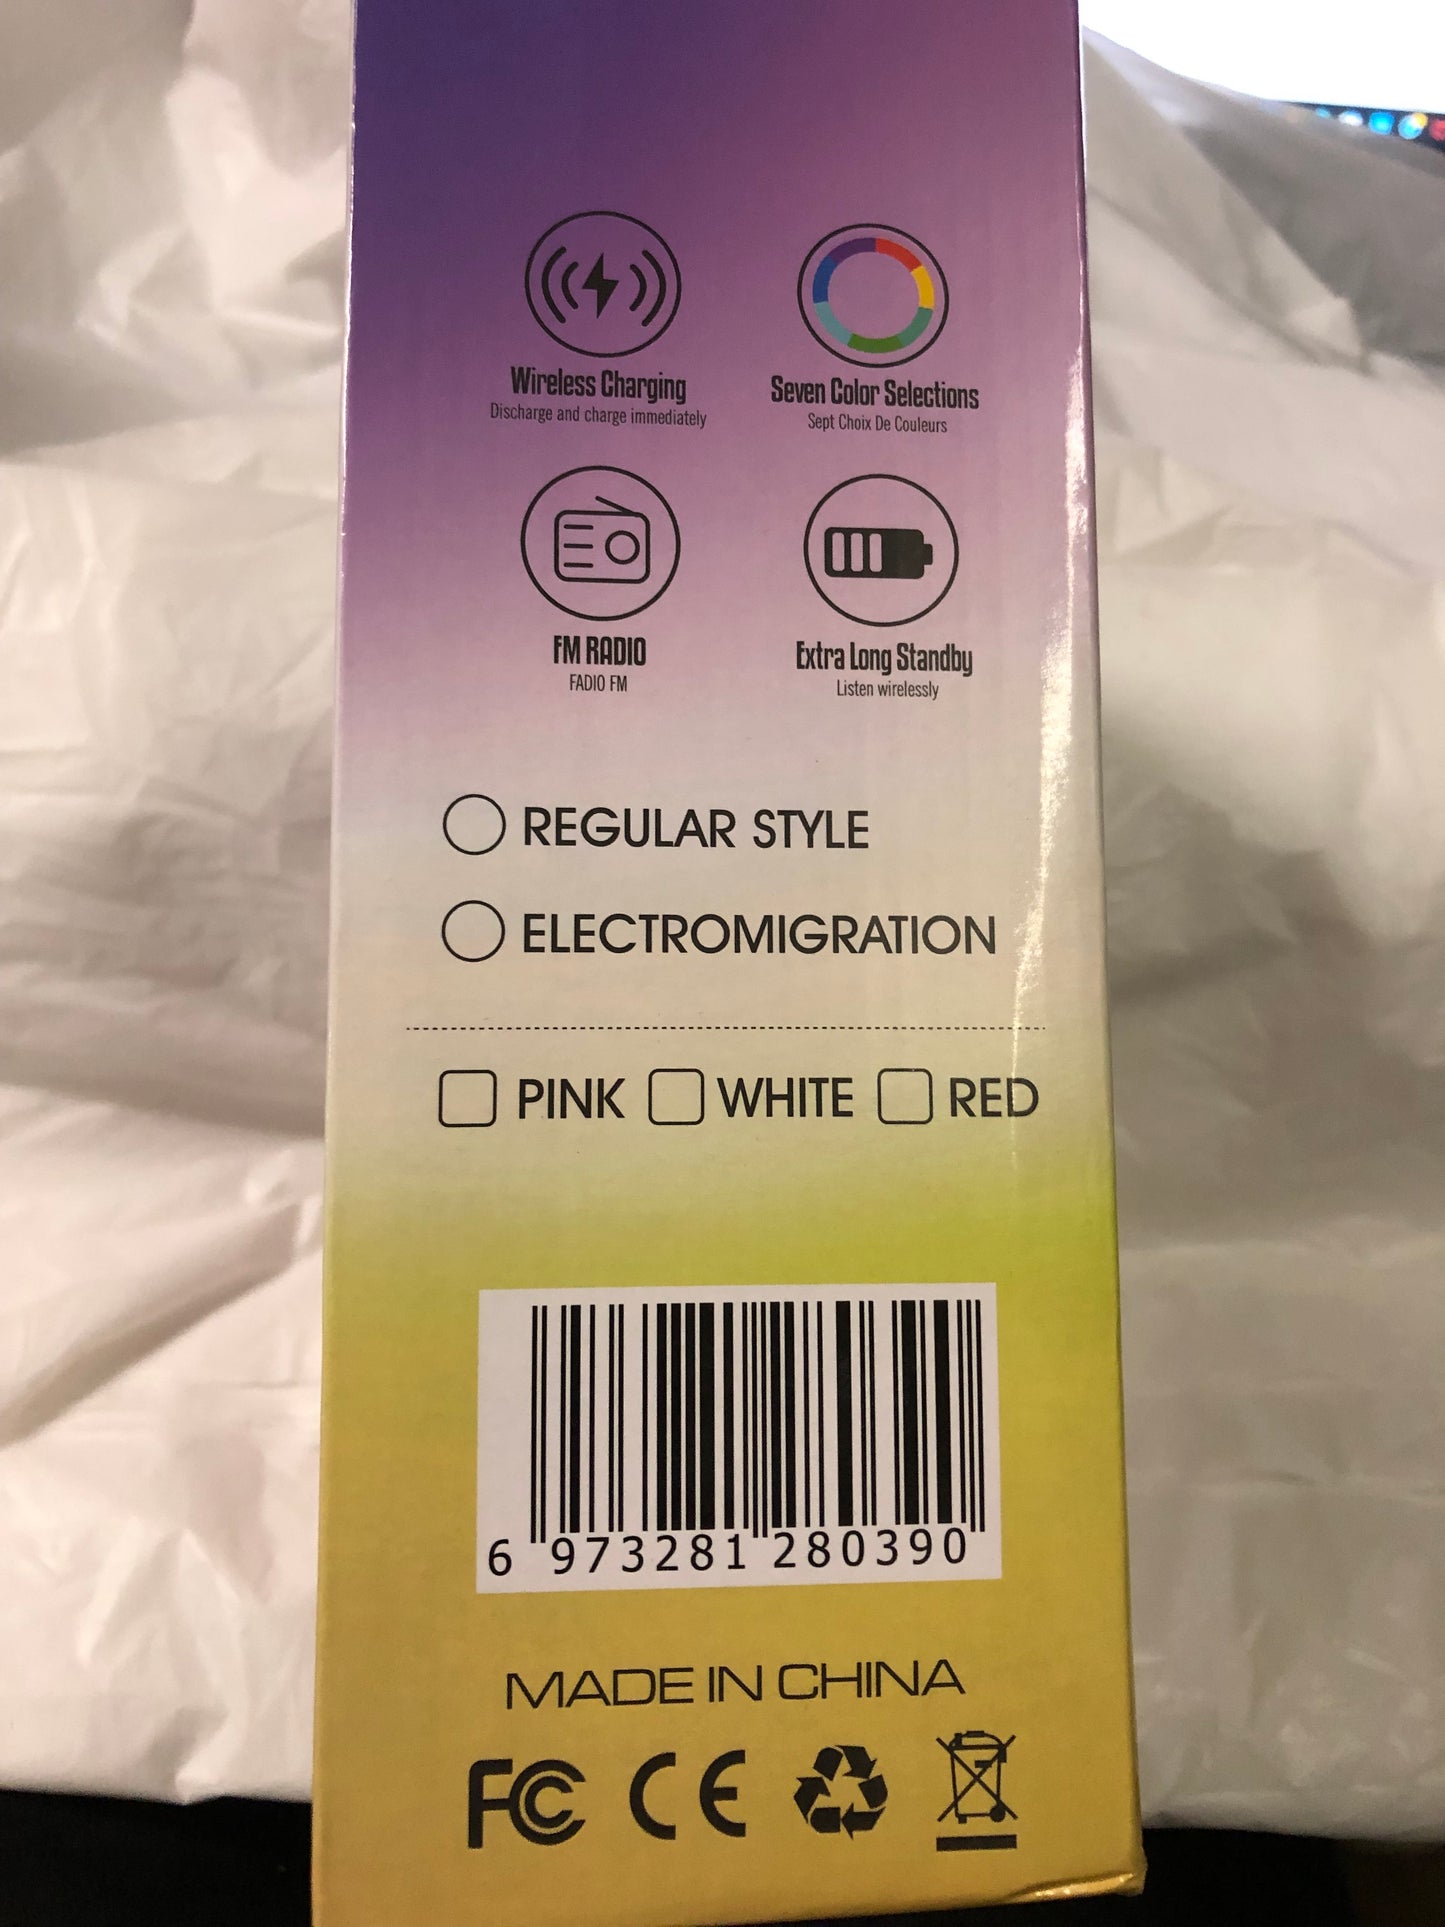 Wireless Charging
Discharge and charge immediately
Seven Color Selections
Sept Choix De Couleurs
FM RADIO
FADIO FM
Extra Long Standby
Listen wirelessly
REGULAR STYLE
ELECTROMIGRATION
PINK WHITE RED
6 973281 280390
MADE IN CHINA
FC CE